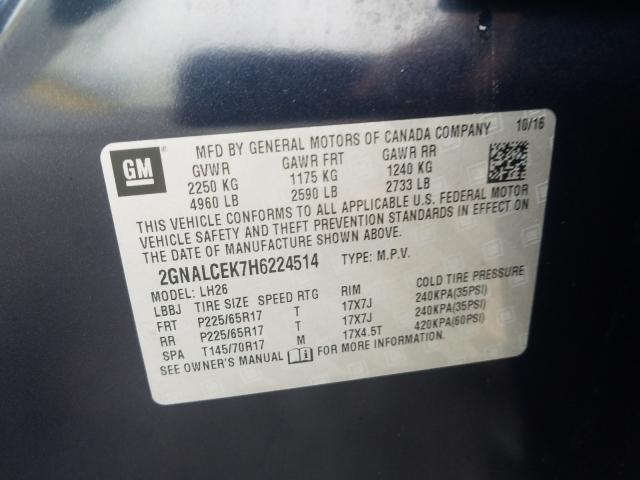 GM MFD BY GENERAL MOTORS OF CANADA COMPANY 10/16
GVWR GAWR FRT GAWR RR
2250 KG 1175 KG 1240 KG
4960 LB 2590 LB 2733 LB
THIS VEHICLE CONFORMS TO ALL APPLICABLE U.S. FEDERAL MOTOR
VEHICLE SAFETY AND THEFT PREVENTION STANDARDS IN EFFECT ON
THE DATE OF MANUFACTURE SHOWN ABOVE.
2GNALCEK7H6224514 TYPE: M.P.V.
MODEL: LH26
LBBJ TIRE SIZE SPEED RTG RIM COLD TIRE PRESSURE
FRT P225/65R17 T 17X7J 240KPA(35PSI)
RR P225/65R17 T 17X7J 240KPA(35PSI)
SPA T145/70R17 M 17X4.5T 420KPA(60PSI)
SEE OWNER'S MANUAL FOR MORE INFORMATION.